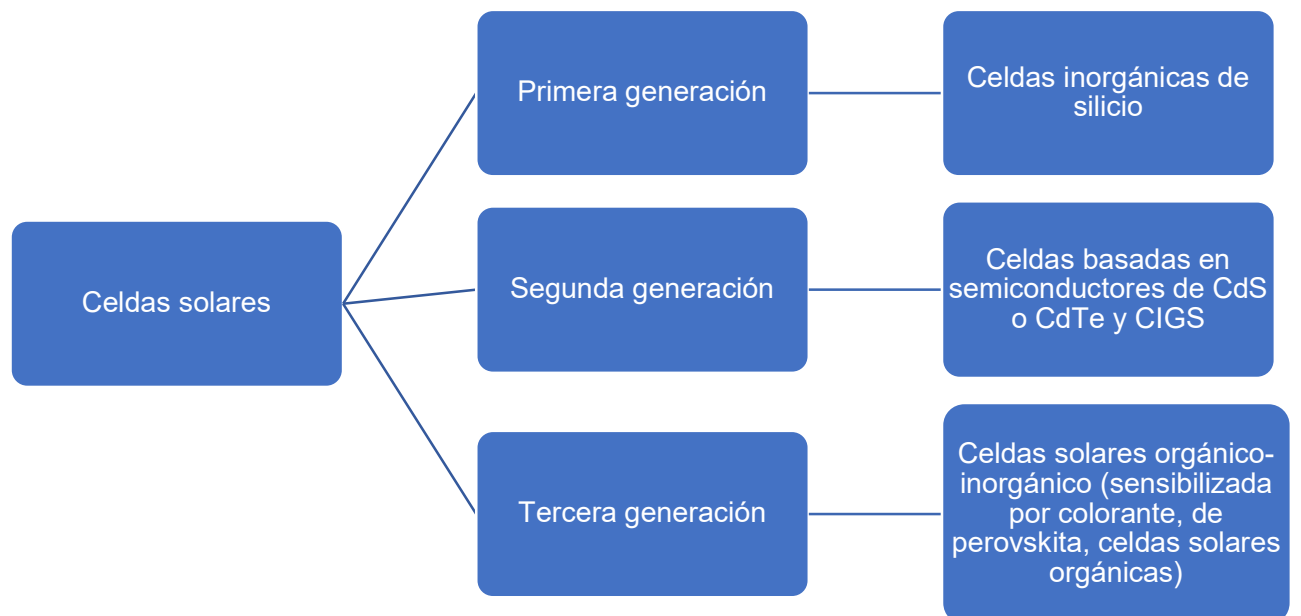 Celdas solares
Primera generación
Celdas inorgánicas de
silicio
Segunda generación
Celdas basadas en
semiconductores de CdS
o CdTe y CIGS
Tercera generación
Celdas solares orgánico-
inorgánico (sensibilizada
por colorante, de
perovskita, celdas solares
orgánicas)